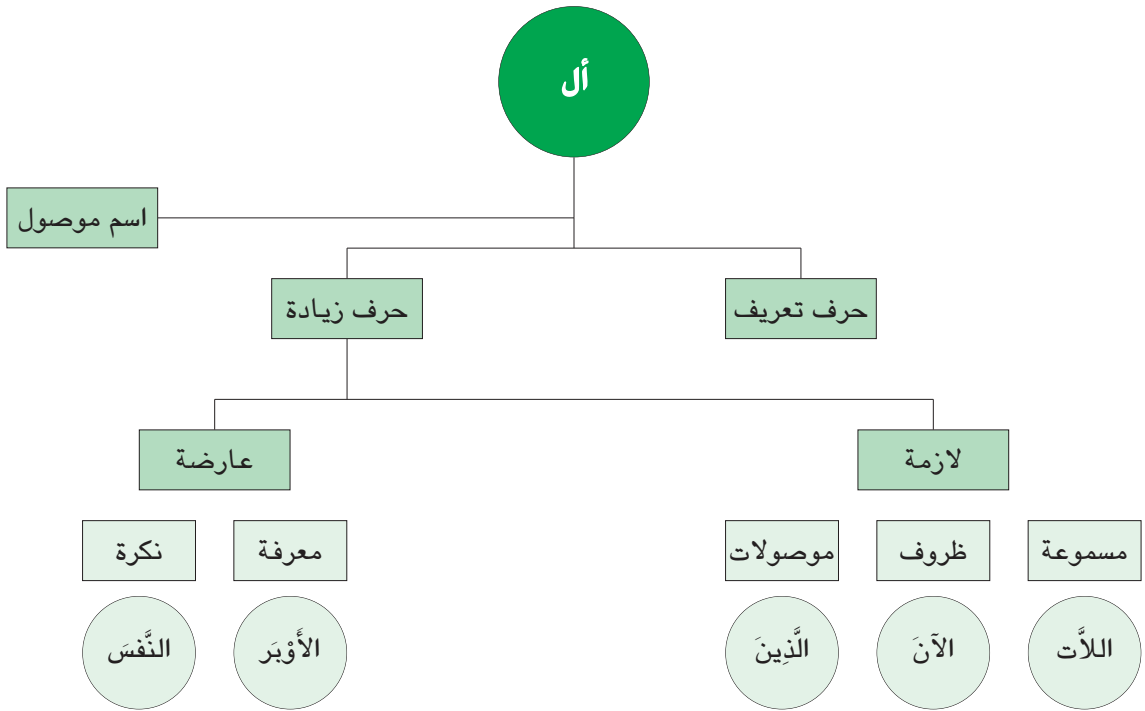 أل
اسم موصول
حرف تعريف
حرف زيادة
لازمة
عارضة
مسموعة
ظروف
موصولات
معرفة
نكرة
اللاَّت
الآنَ
الَّذِينَ
الأَوْبَر
النَّفسَ